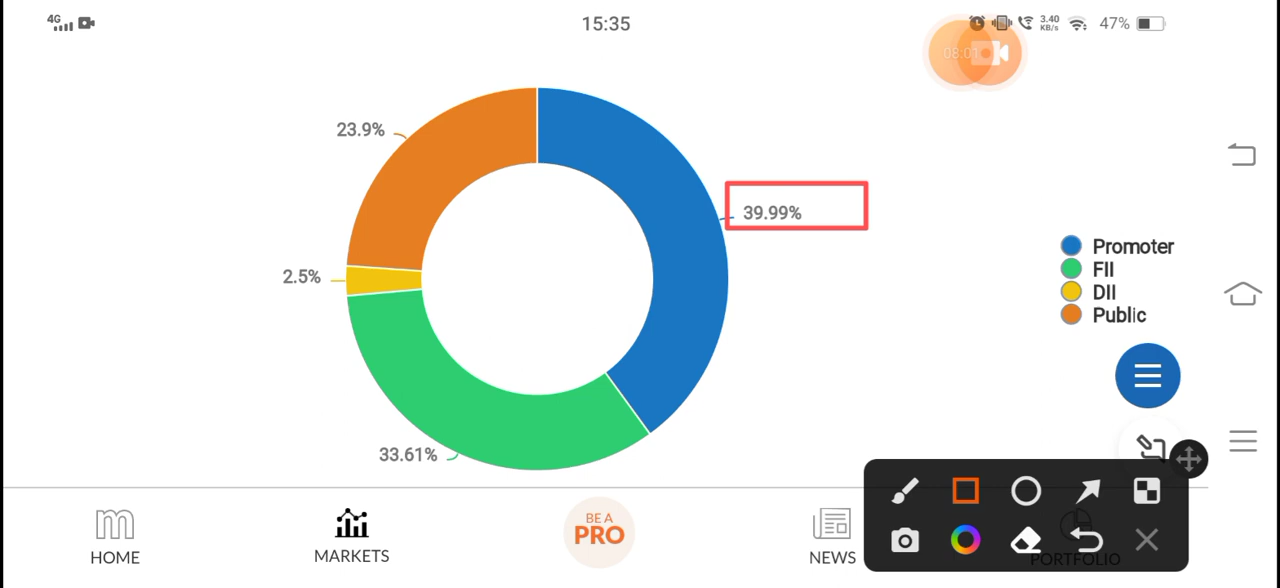 4G
15:35
3.40
KB/s
47%
08:01
23.9%
39.99%
2.5%
33.61%
Promoter
FII
DII
Public
m
HOME
MARKETS
BE A
PRO
NEWS
PORTFOLIO